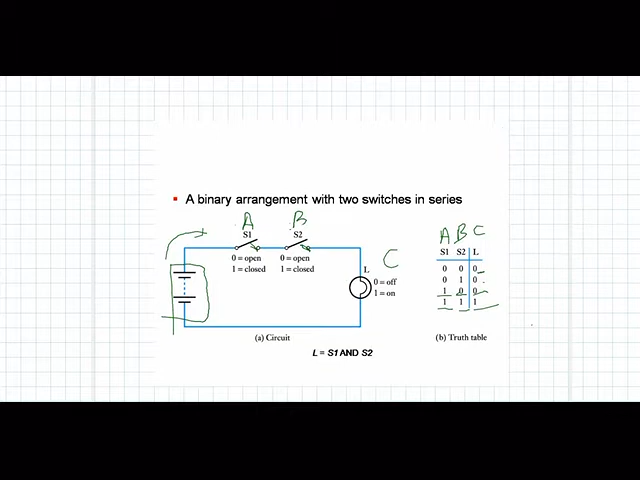 ▪ A binary arrangement with two switches in series
A B
S1 S2
0 = open 0 = open
1 = closed 1 = closed
C
L
0 = off
1 = on
A B C
S1 S2 L
0 0 0
0 1 0
1 0 0
1 1 1
(a) Circuit
(b) Truth table
L = S1 AND S2